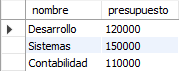 nombre presupuesto
Desarrollo 120000
Sistemas 150000
Contabilidad 110000